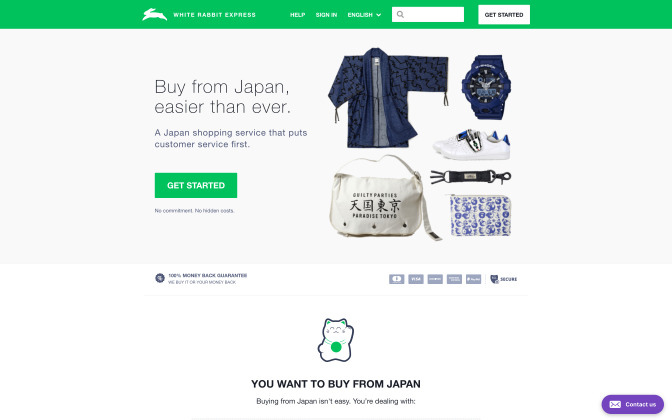 WHITE RABBIT EXPRESS
HELP
SIGN IN
ENGLISH
GET STARTED
Buy from Japan,
easier than ever.
A Japan shopping service that puts
customer service first.
GET STARTED
No commitment. No hidden costs.
GUILTY PARTIES
天国東京
PARADISE TOKYO
100% MONEY BACK GUARANTEE
WE BUY IT OR YOUR MONEY BACK
VISA
SECURE
YOU WANT TO BUY FROM JAPAN
Buying from Japan isn't easy. You're dealing with:
Contact us